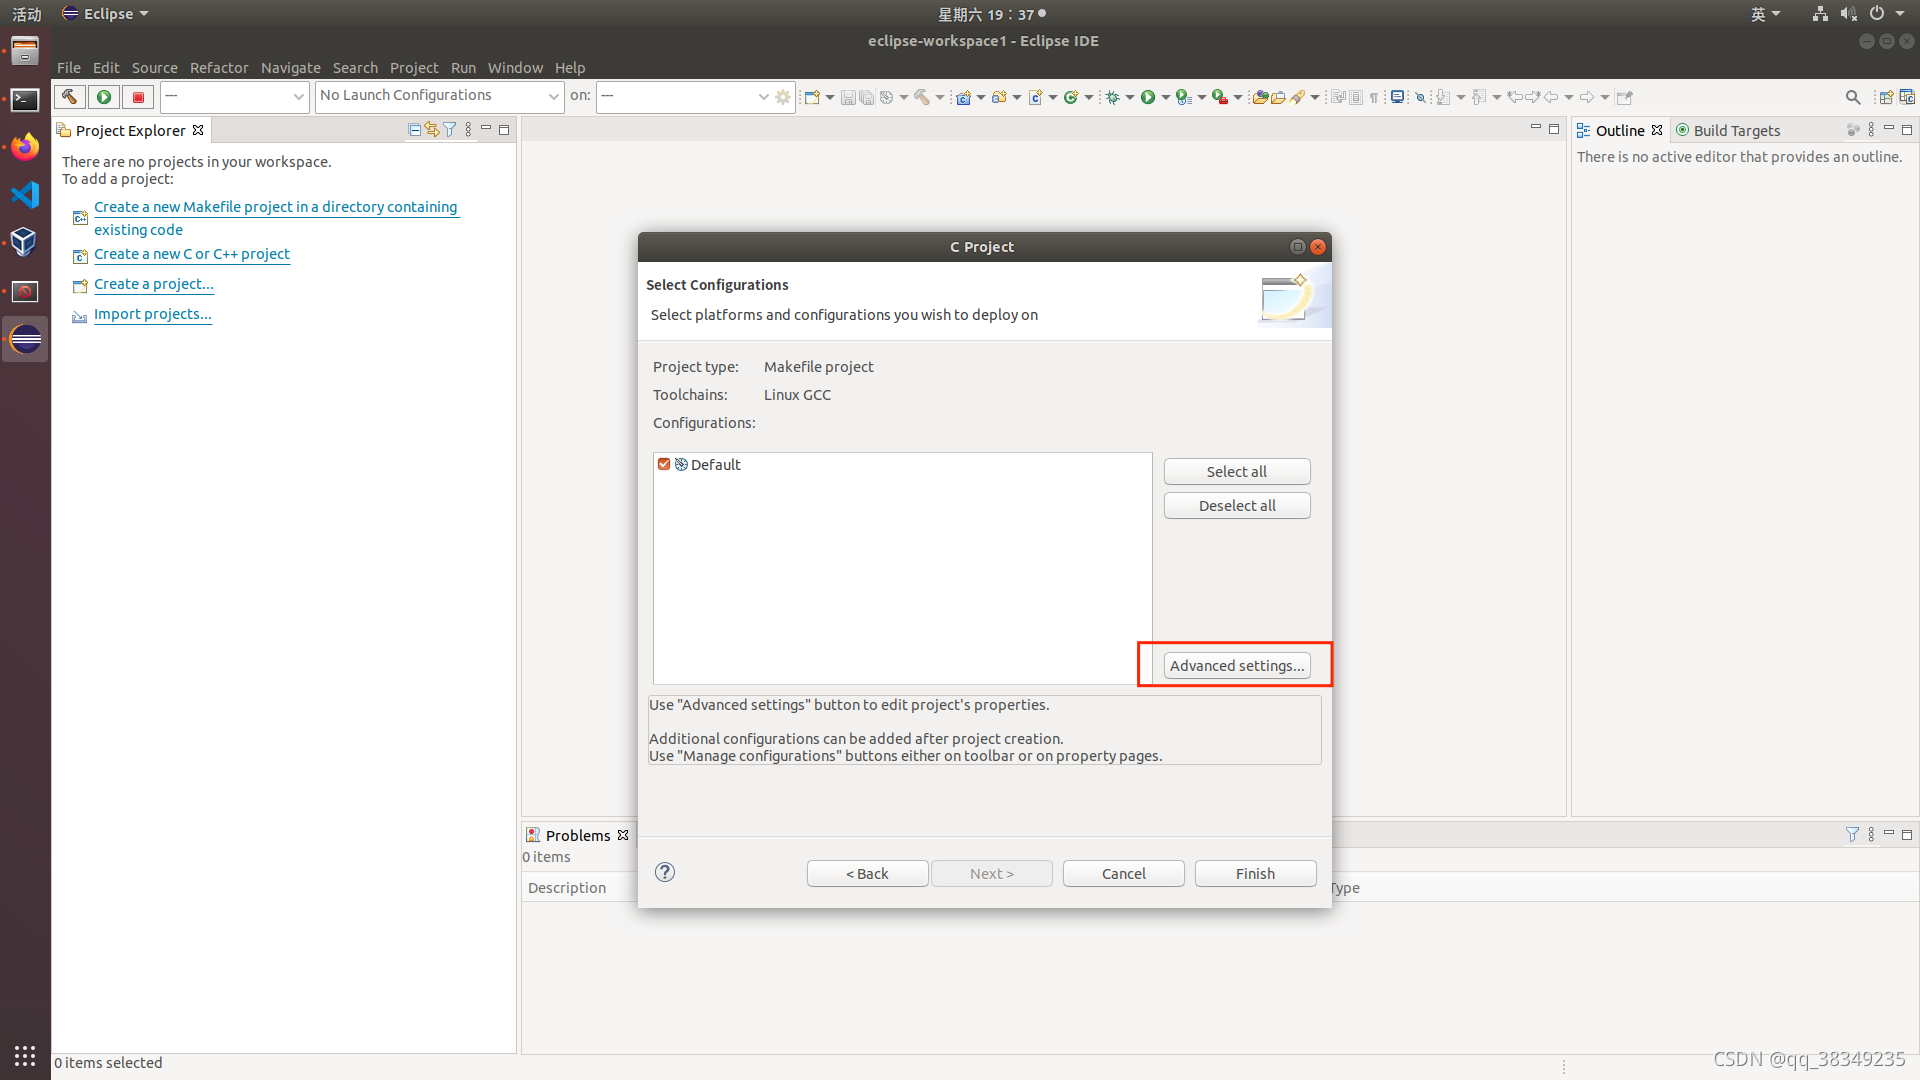 活动
Eclipse
星期六 19：37
英
eclipse-workspace1 - Eclipse IDE
File Edit Source Refactor Navigate Search Project Run Window Help
---
No Launch Configurations
on:
---
Project Explorer
There are no projects in your workspace.
To add a project:
Create a new Makefile project in a directory containing
existing code
Create a new C or C++ project
Create a project...
Import projects...
Outline
Build Targets
There is no active editor that provides an outline.
C Project
Select Configurations
Select platforms and configurations you wish to deploy on
Project type: Makefile project
Toolchains: Linux GCC
Configurations:
Default
Select all
Deselect all
Advanced settings...
Use "Advanced settings" button to edit project's properties.
Additional configurations can be added after project creation.
Use "Manage configurations" buttons either on toolbar or on property pages.
< Back
Next >
Cancel
Finish
Problems
0 items
Description
Type
0 items selected
CSDN @qq_38349235